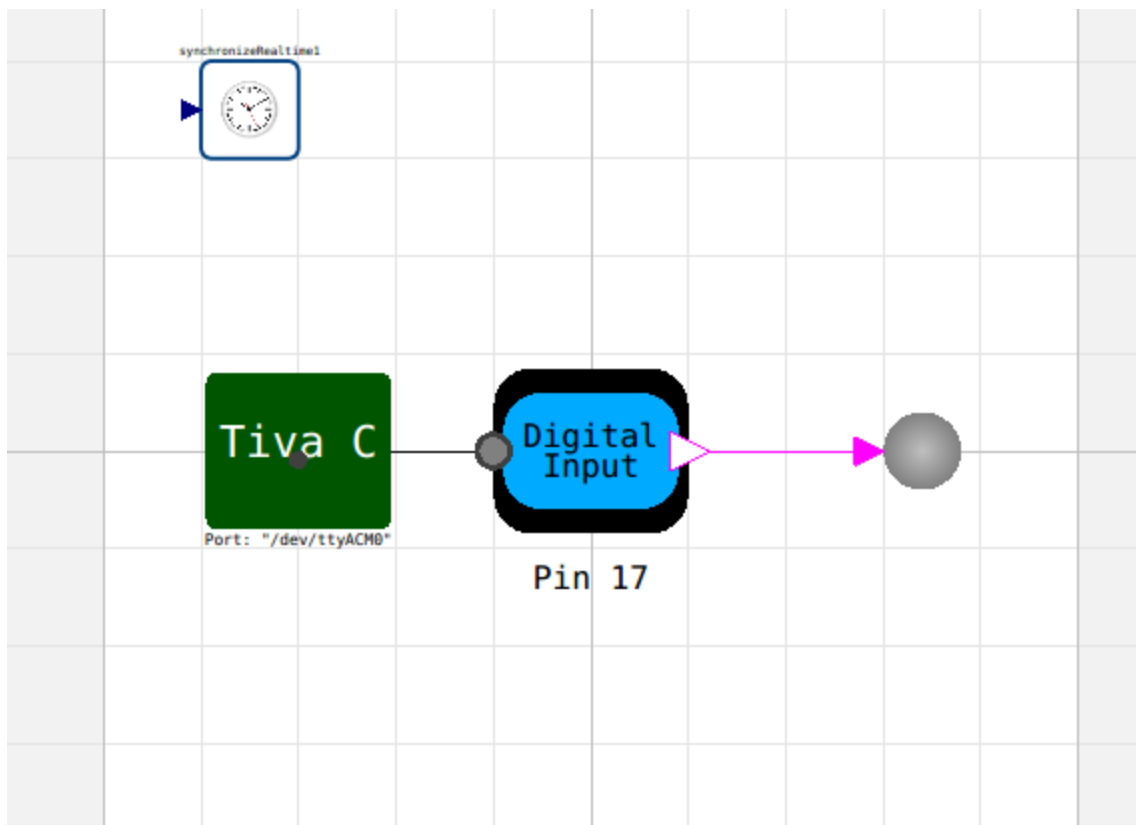 synchronizeRealtime1
Tiva C
Digital
Input
Port: "/dev/ttyACM0"
Pin 17